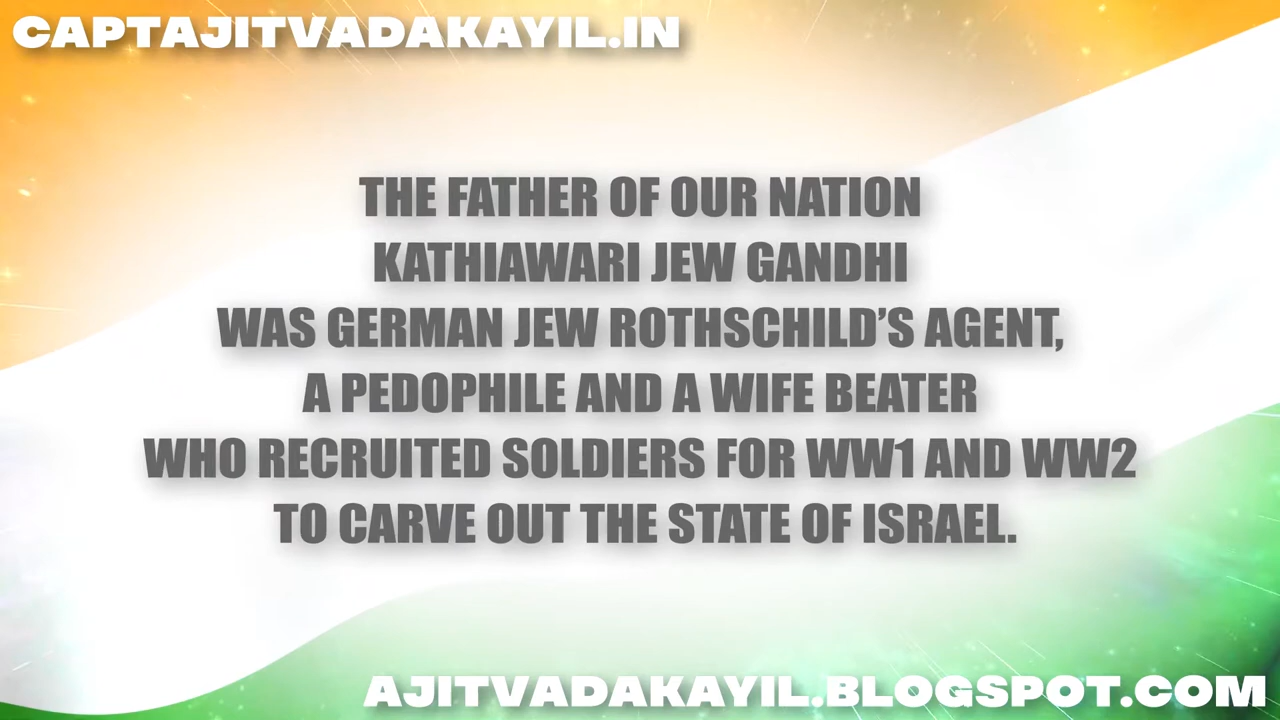 CAPTAJITVADAKAYIL.IN
THE FATHER OF OUR NATION
KATHIAWARI JEW GANDHI
WAS GERMAN JEW ROTHSCHILD’S AGENT,
A PEDOPHILE AND A WIFE BEATER
WHO RECRUITED SOLDIERS FOR WW1 AND WW2
TO CARVE OUT THE STATE OF ISRAEL.
AJITVADAKAYIL.BLOGSPOT.COM